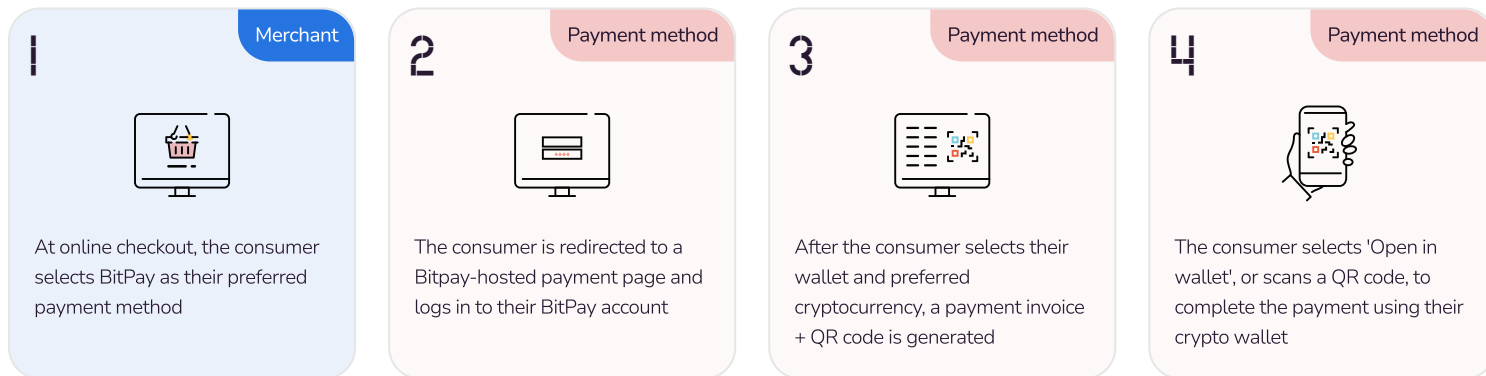 1
Merchant
At online checkout, the consumer
selects BitPay as their preferred
payment method
2
Payment method
The consumer is redirected to a
Bitpay-hosted payment page and
logs in to their BitPay account
3
Payment method
After the consumer selects their
wallet and preferred
cryptocurrency, a payment invoice
+ QR code is generated
4
Payment method
The consumer selects 'Open in
wallet', or scans a QR code, to
complete the payment using their
crypto wallet